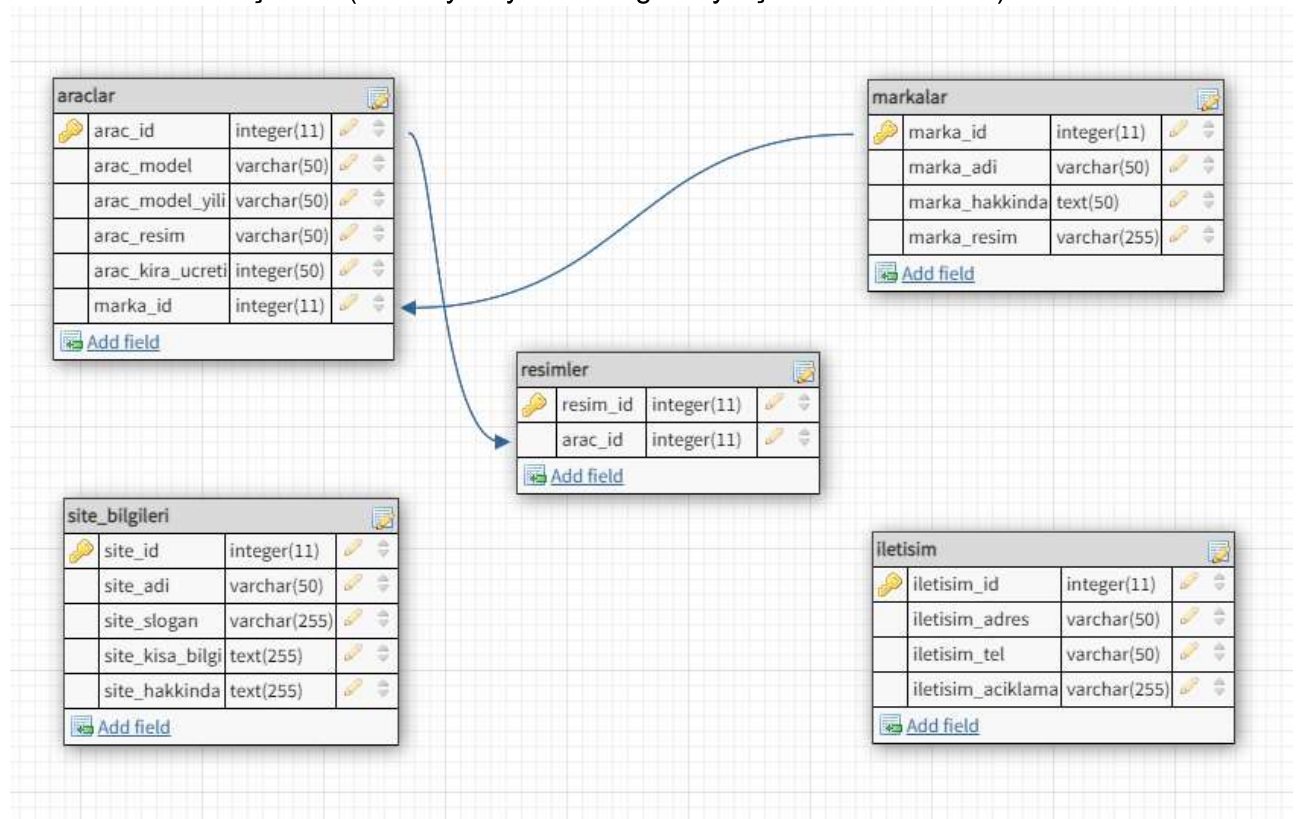 araclar
arac_id integer(11)
arac_model varchar(50)
arac_model_yili varchar(50)
arac_resim varchar(50)
arac_kira_ucreti integer(50)
marka_id integer(11)
Add field
markalar
marka_id integer(11)
marka_adi varchar(50)
marka_hakkinda text(50)
marka_resim varchar(255)
Add field
resimler
resim_id integer(11)
arac_id integer(11)
Add field
site_bilgileri
site_id integer(11)
site_adi varchar(50)
site_slogan varchar(255)
site_kisa_bilgi text(255)
site_hakkinda text(255)
Add field
iletisim
iletisim_id integer(11)
iletisim_adres varchar(50)
iletisim_tel varchar(50)
iletisim_aciklama varchar(255)
Add field